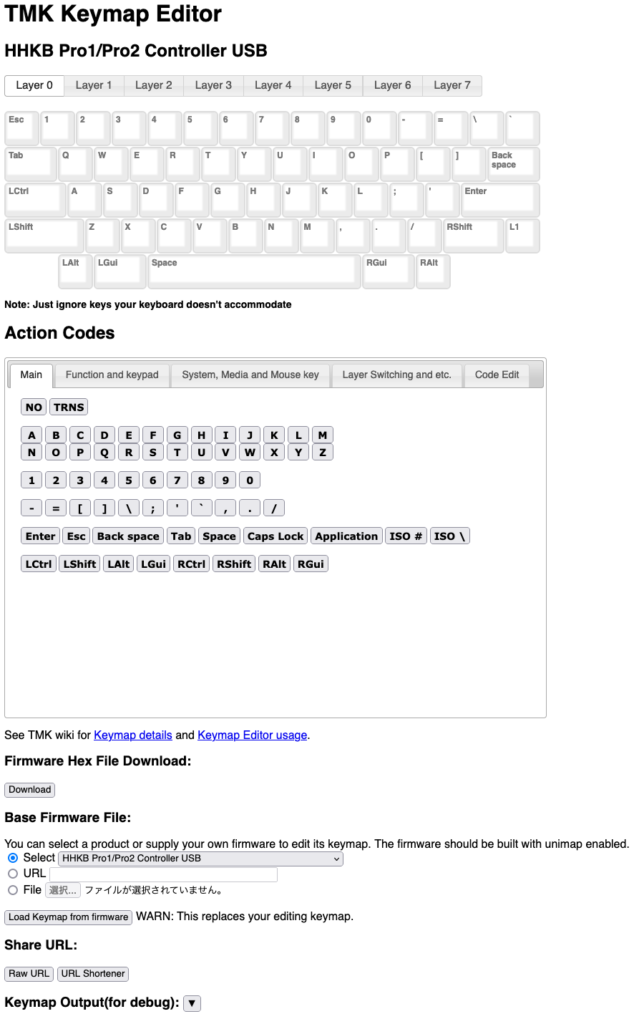 TMK Keymap Editor
HHKB Pro1/Pro2 Controller USB
Layer 0 Layer 1 Layer 2 Layer 3 Layer 4 Layer 5 Layer 6 Layer 7
Esc 1 2 3 4 5 6 7 8 9 0 - = \ `
Tab Q W E R T Y U I O P [ ] Back space
LCtrl A S D F G H J K L ; ' Enter
LShift Z X C V B N M , . / RShift L1
LAlt LGui Space RGui RAlt
Note: Just ignore keys your keyboard doesn't accommodate
Action Codes
Main Function and keypad System, Media and Mouse key Layer Switching and etc. Code Edit
NO TRNS
A B C D E F G H I J K L M
N O P Q R S T U V W X Y Z
1 2 3 4 5 6 7 8 9 0
- = [ ] \ ; ' ` , . /
Enter Esc Back space Tab Space Caps Lock Application ISO # ISO \
LCtrl LShift LAlt LGui RCtrl RShift RAlt RGui
See TMK wiki for Keymap details and Keymap Editor usage.
Firmware Hex File Download:
Download
Base Firmware File:
You can select a product or supply your own firmware to edit its keymap. The firmware should be built with unimap enabled.
Select HHKB Pro1/Pro2 Controller USB
URL
File 選択... ファイルが選択されていません。
Load Keymap from firmware WARN: This replaces your editing keymap.
Share URL:
Raw URL URL Shortener
Keymap Output(for debug): ▼